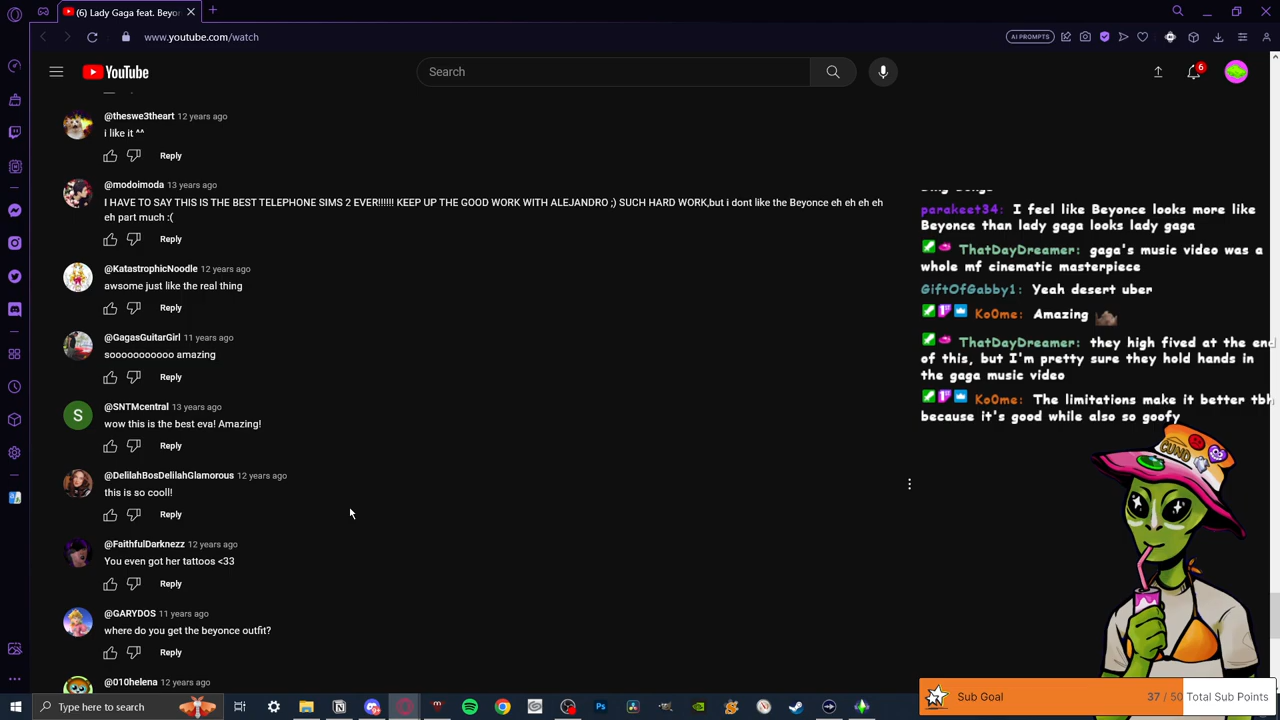 (6) Lady Gaga feat. Beyor
www.youtube.com/watch
AI PROMPTS
YouTube
Search
6
@theswe3theart 12 years ago
i like it ^^
Reply
@modoimoda 13 years ago
I HAVE TO SAY THIS IS THE BEST TELEPHONE SIMS 2 EVER!!!!!! KEEP UP THE GOOD WORK WITH ALEJANDRO ;) SUCH HARD WORK,but i dont like the Beyonce eh eh eh eh
eh part much :(
Reply
@KatastrophicNoodle 12 years ago
awsome just like the real thing
Reply
@GagasGuitarGirl 11 years ago
sooooooooooo amazing
Reply
S
@SNTMcentral 13 years ago
wow this is the best eva! Amazing!
Reply
@DelilahBosDelilahGlamorous 12 years ago
this is so cooll!
Reply
@FaithfulDarknezz 12 years ago
You even got her tattoos <33
Reply
@GARYDOS 11 years ago
where do you get the beyonce outfit?
Reply
@010helena 12 years ago
parakeet34: I feel like Beyonce looks more like
Beyonce than lady gaga looks lady gaga
ThatDayDreamer: gaga's music video was a
whole mf cinematic masterpiece
GiftOfGabby1: Yeah desert uber
Ko0me: Amazing
ThatDayDreamer: they high fived at the end
of this, but I'm pretty sure they hold hands in
the gaga music video
Ko0me: The limitations make it better tbh
because it's good while also so goofy
CUND
Sub Goal
37 / 50 Total Sub Points
Type here to search
Ps